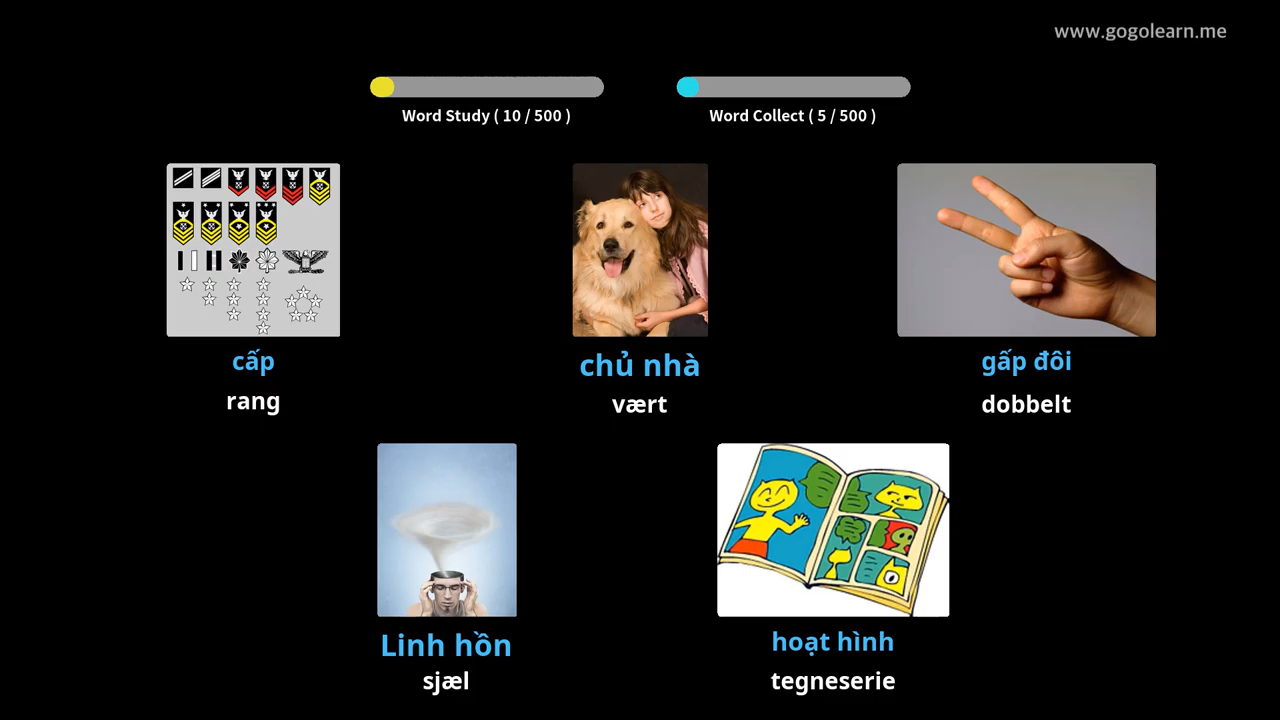 www.gogolearn.me
Word Study ( 10 / 500 )
Word Collect ( 5 / 500 )
cấp
rang
chủ nhà
vært
gấp đôi
dobbelt
Linh hồn
sjæl
hoạt hình
tegneserie